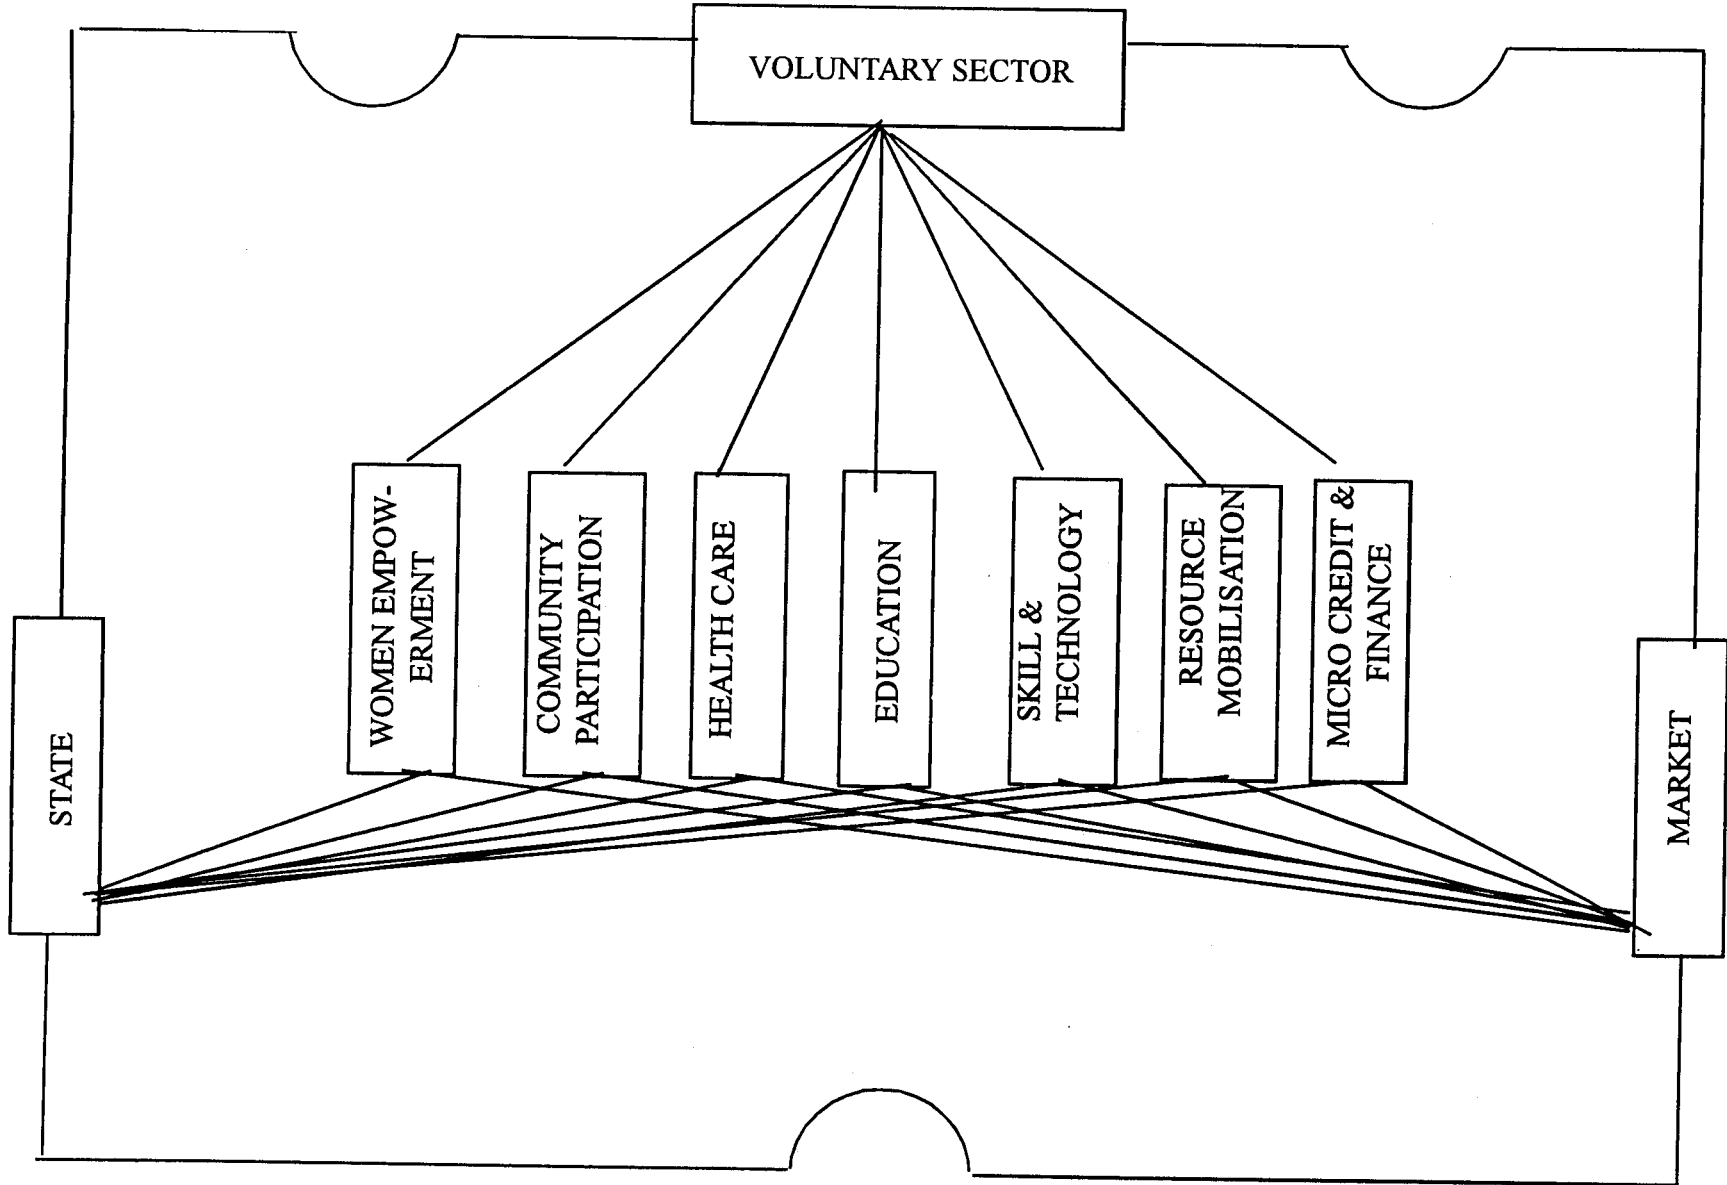 VOLUNTARY SECTOR
STATE
WOMEN EMPOW-
ERMENT
COMMUNITY
PARTICIPATION
HEALTH CARE
EDUCATION
SKILL &
TECHNOLOGY
RESOURCE
MOBILISATION
MICRO CREDIT &
FINANCE
MARKET